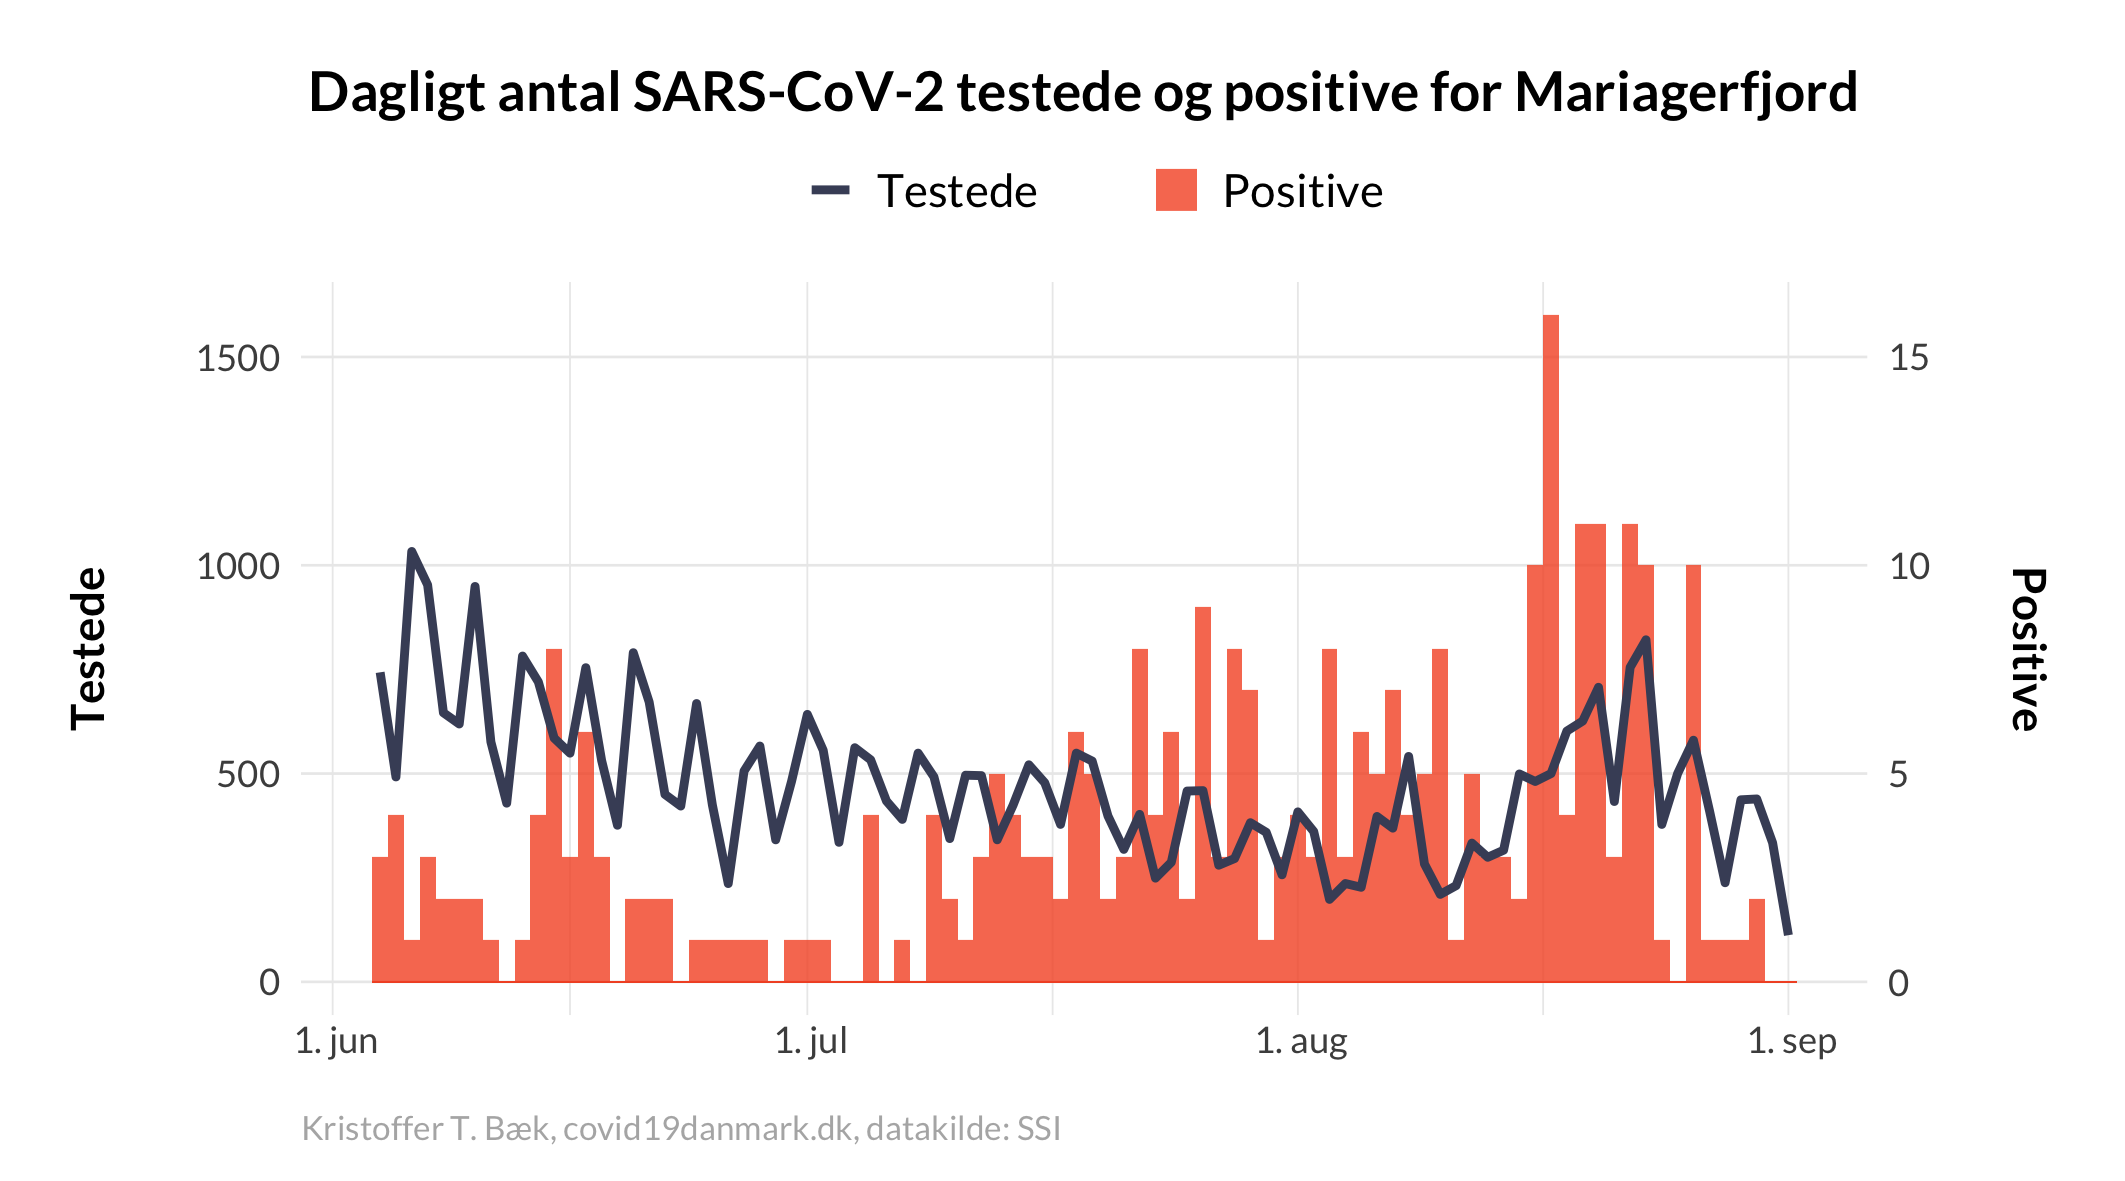 Dagligt antal SARS-CoV-2 testede og positive for Mariagerfjord
Testede
Positive
Testede
1500
1000
500
0
15
10
5
0
Positive
1. jun
1. jul
1. aug
1. sep
Kristoffer T. Bæk, covid19danmark.dk, datakilde: SSI